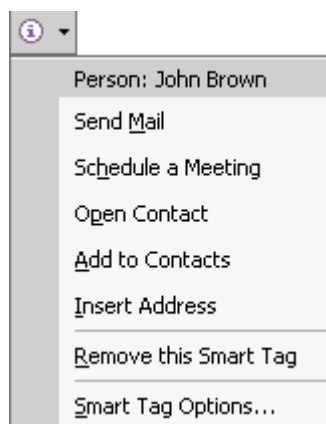 Person: John Brown
Send Mail
Schedule a Meeting
Open Contact
Add to Contacts
Insert Address
Remove this Smart Tag
Smart Tag Options...